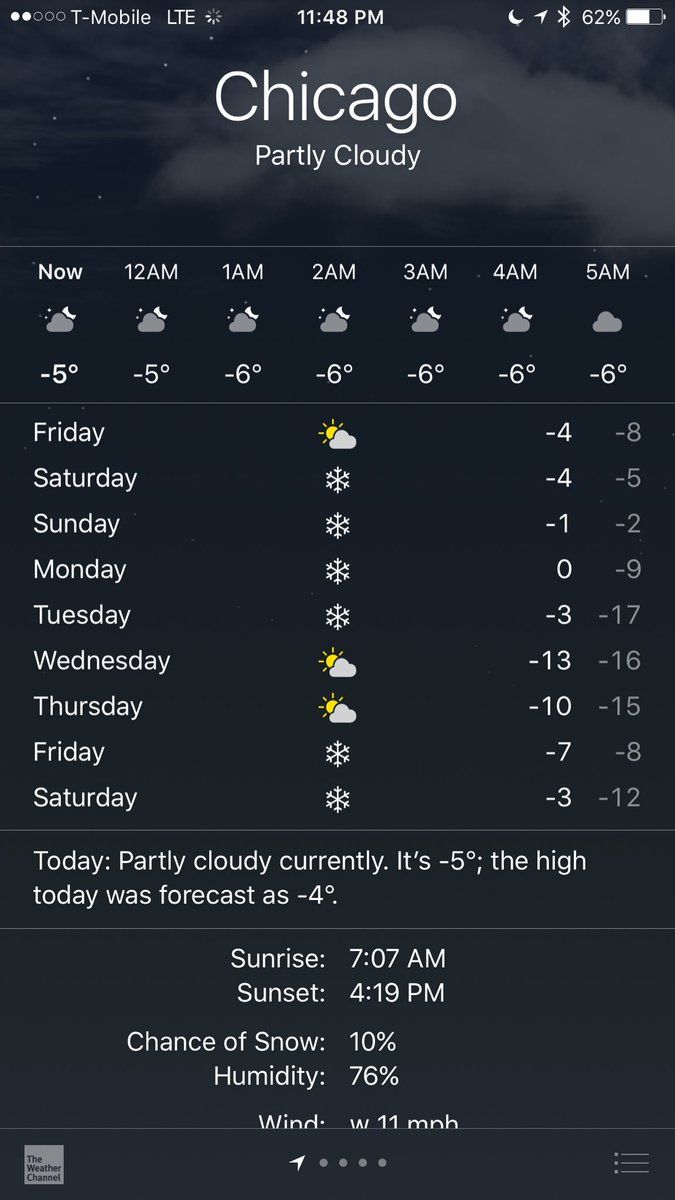 T-Mobile LTE 11:48 PM 62%
Chicago
Partly Cloudy
Now 12AM 1AM 2AM 3AM 4AM 5AM
-5° -5° -6° -6° -6° -6° -6°
Friday -4 -8
Saturday -4 -5
Sunday -1 -2
Monday 0 -9
Tuesday -3 -17
Wednesday -13 -16
Thursday -10 -15
Friday -7 -8
Saturday -3 -12
Today: Partly cloudy currently. It’s -5°; the high
today was forecast as -4°.
Sunrise: 7:07 AM
Sunset: 4:19 PM
Chance of Snow: 10%
Humidity: 76%
Wind: w 11 mph
The
Weather
Channel